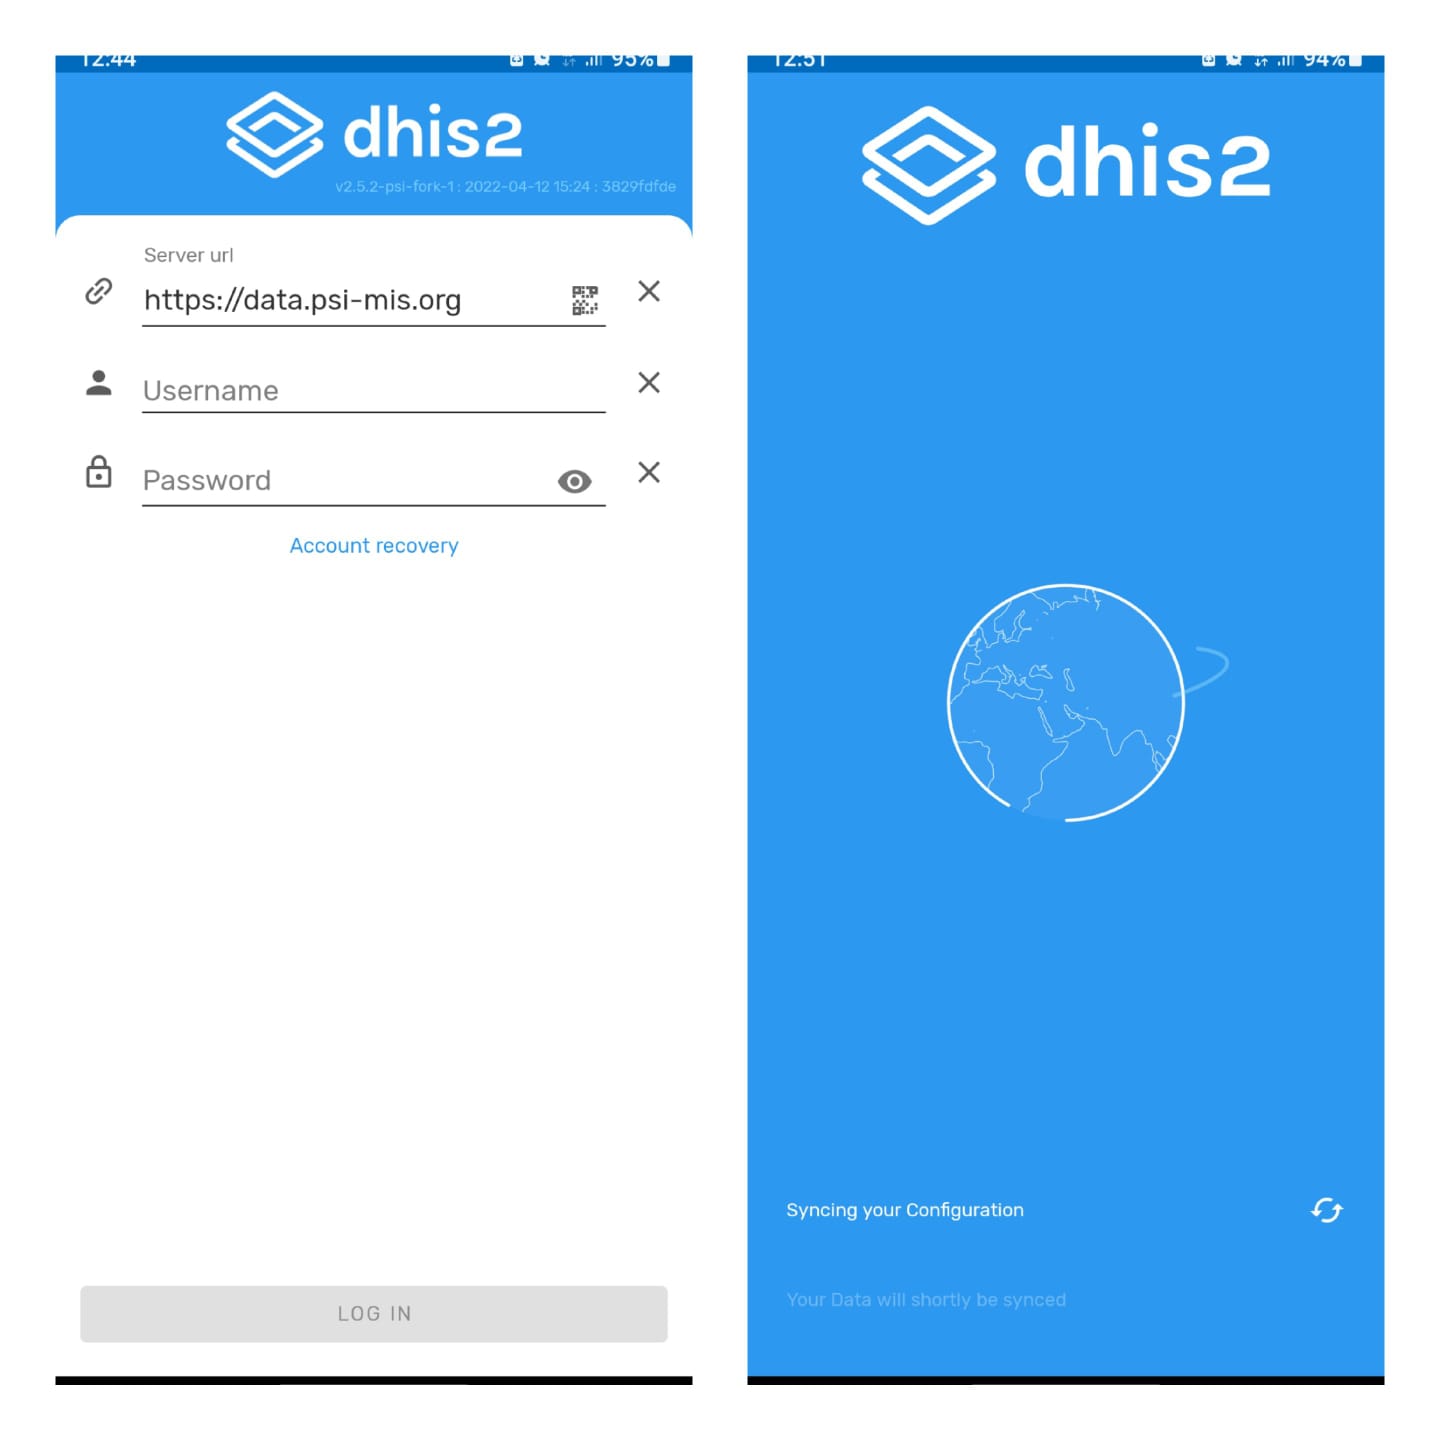 12:44
95%
dhis2
v2.5.2-psi-fork-1 : 2022-04-12 15:24 : 3829fdfde
Server url
https://data.psi-mis.org
Username
Password
Account recovery
LOG IN
12:51
94%
dhis2
Syncing your Configuration
Your Data will shortly be synced